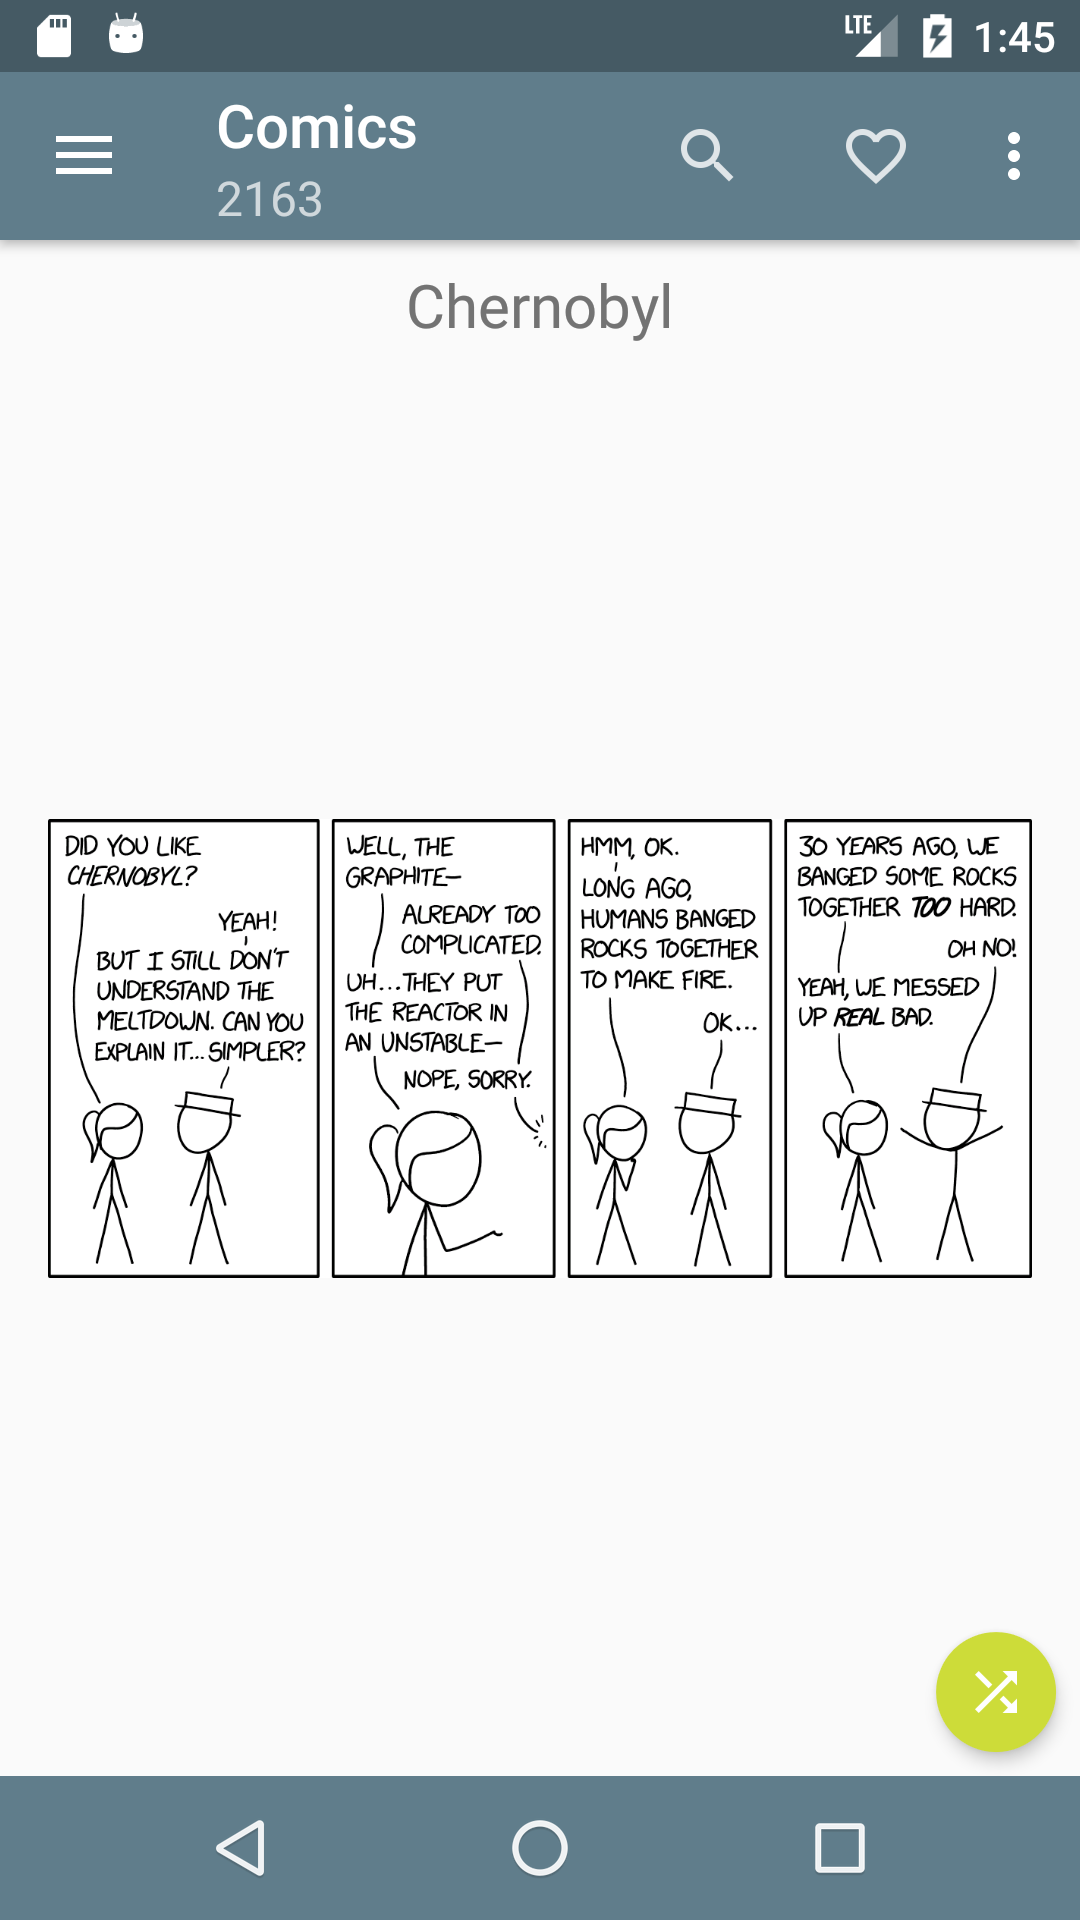 LTE 1:45
Comics
2163
Chernobyl
DID YOU LIKE
CHERNOBYL?
YEAH!
BUT I STILL DON'T
UNDERSTAND THE
MELTDOWN. CAN YOU
EXPLAIN IT... SIMPLER?
WELL, THE
GRAPHITE—
ALREADY TOO
COMPLICATED.
UH...THEY PUT
THE REACTOR IN
AN UNSTABLE—
NOPE, SORRY.
HMM, OK.
LONG AGO,
HUMANS BANGED
ROCKS TOGETHER
TO MAKE FIRE.
OK...
30 YEARS AGO, WE
BANGED SOME ROCKS
TOGETHER TOO HARD.
OH NO!
YEAH, WE MESSED
UP REAL BAD.